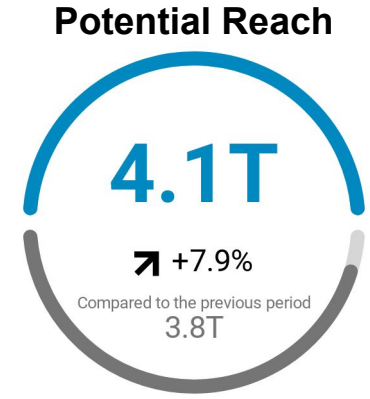 Potential Reach
4.1T
+7.9%
Compared to the previous period
3.8T